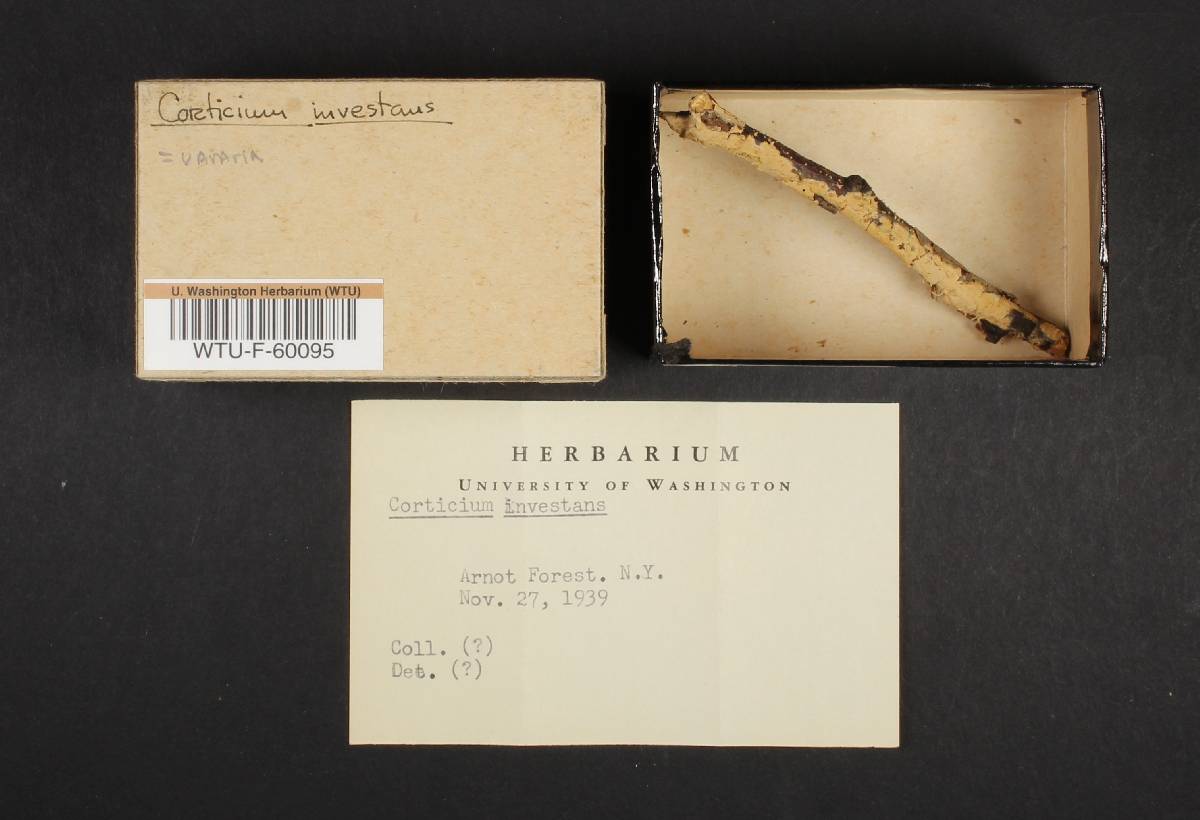 Corticium investans
= vararia
U. Washington Herbarium (WTU)
WTU-F-60095
HERBARIUM
UNIVERSITY OF WASHINGTON
Corticium investans
Arnot Forest. N.Y.
Nov. 27, 1939
Coll. (?)
Det. (?)